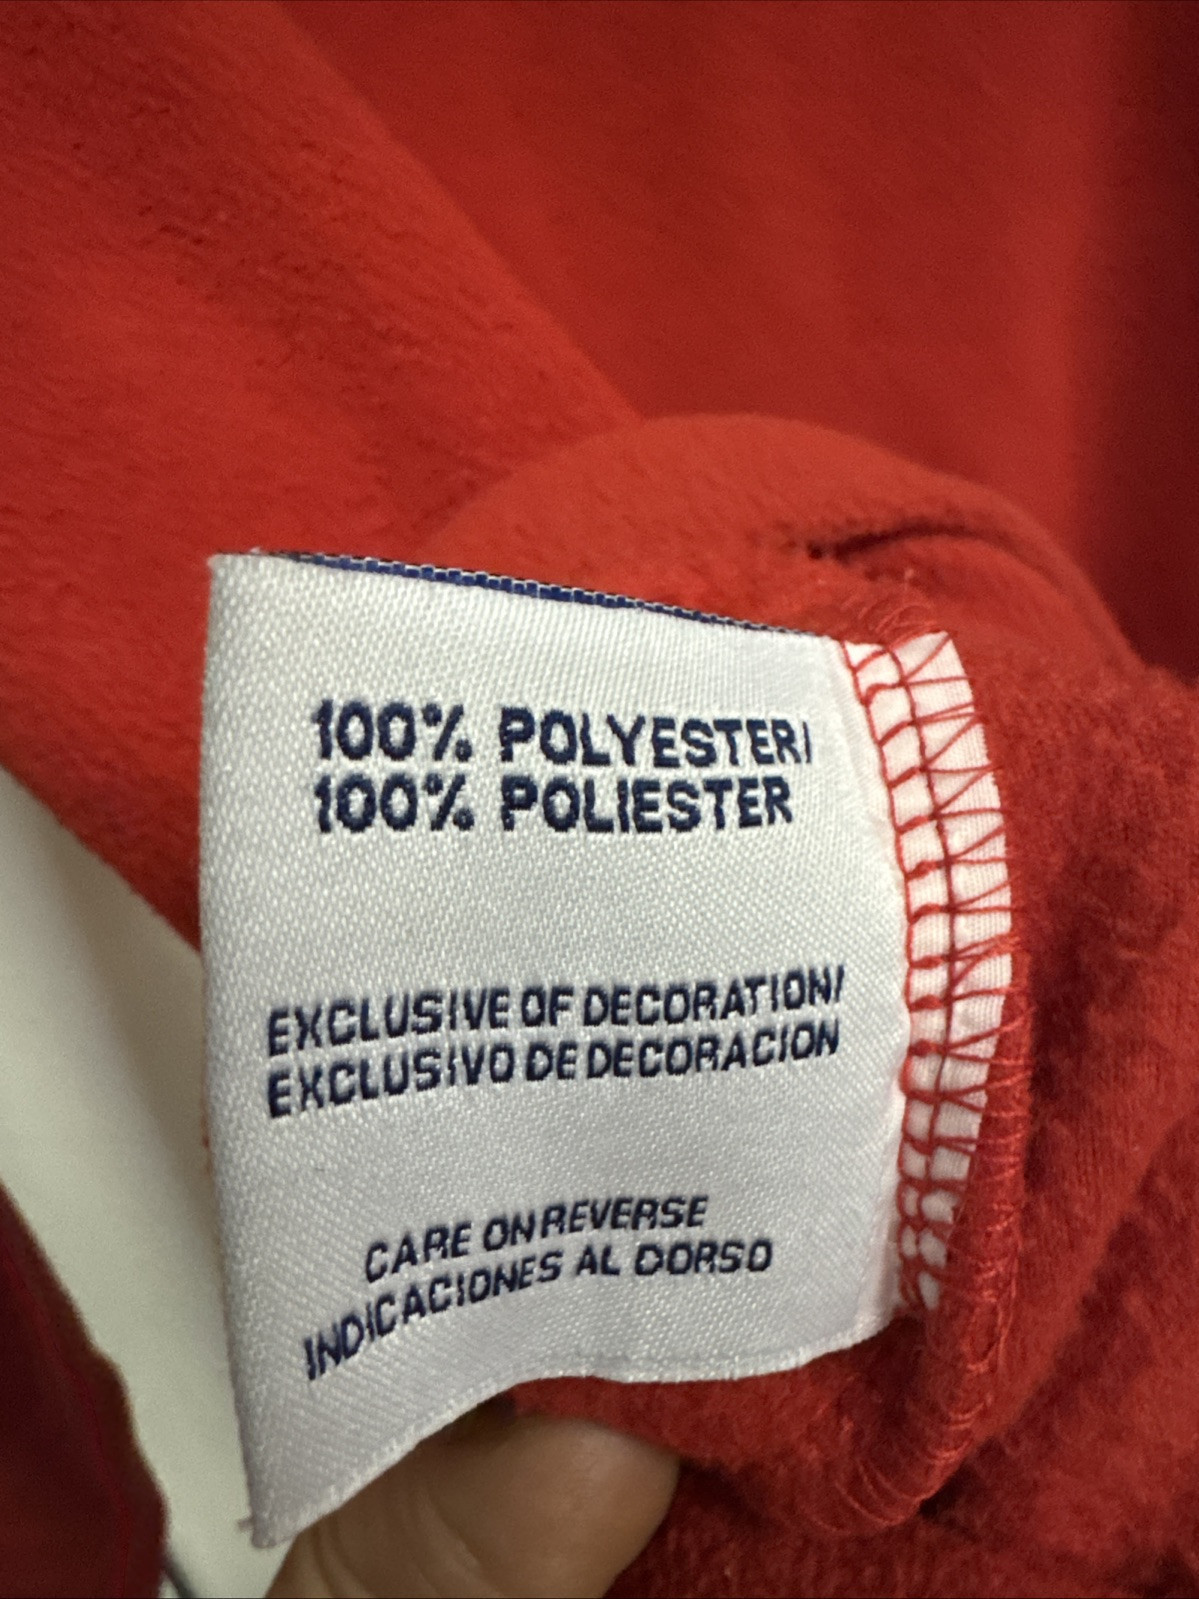 100% POLYESTER/
100% POLIESTER
EXCLUSIVE OF DECORATION/
EXCLUSIVO DE DECORACION
CARE ON REVERSE
INDICACIONES AL DORSO